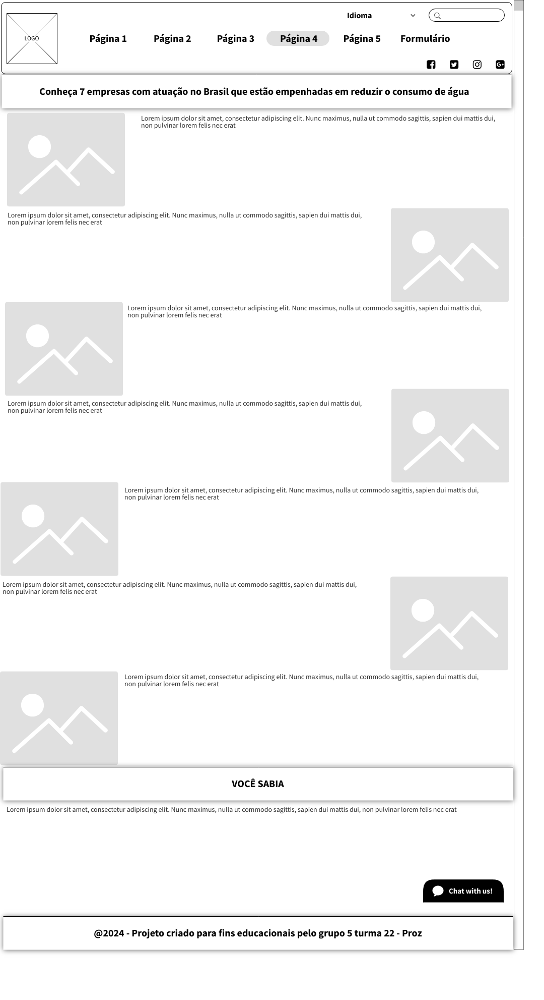 Idioma
LOGO
Página 1
Página 2
Página 3
Página 4
Página 5
Formulário
Conheça 7 empresas com atuação no Brasil que estão empenhadas em reduzir o consumo de água
Lorem ipsum dolor sit amet, consectetur adipiscing elit. Nunc maximus, nulla ut commodo sagittis, sapien dui mattis dui,
non pulvinar lorem felis nec erat
Lorem ipsum dolor sit amet, consectetur adipiscing elit. Nunc maximus, nulla ut commodo sagittis, sapien dui mattis dui,
non pulvinar lorem felis nec erat
Lorem ipsum dolor sit amet, consectetur adipiscing elit. Nunc maximus, nulla ut commodo sagittis, sapien dui mattis dui,
non pulvinar lorem felis nec erat
Lorem ipsum dolor sit amet, consectetur adipiscing elit. Nunc maximus, nulla ut commodo sagittis, sapien dui mattis dui,
non pulvinar lorem felis nec erat
Lorem ipsum dolor sit amet, consectetur adipiscing elit. Nunc maximus, nulla ut commodo sagittis, sapien dui mattis dui,
non pulvinar lorem felis nec erat
Lorem ipsum dolor sit amet, consectetur adipiscing elit. Nunc maximus, nulla ut commodo sagittis, sapien dui mattis dui,
non pulvinar lorem felis nec erat
Lorem ipsum dolor sit amet, consectetur adipiscing elit. Nunc maximus, nulla ut commodo sagittis, sapien dui mattis dui,
non pulvinar lorem felis nec erat
VOCÊ SABIA
Lorem ipsum dolor sit amet, consectetur adipiscing elit. Nunc maximus, nulla ut commodo sagittis, sapien dui mattis dui, non pulvinar lorem felis nec erat
Chat with us!
@2024 - Projeto criado para fins educacionais pelo grupo 5 turma 22 - Proz